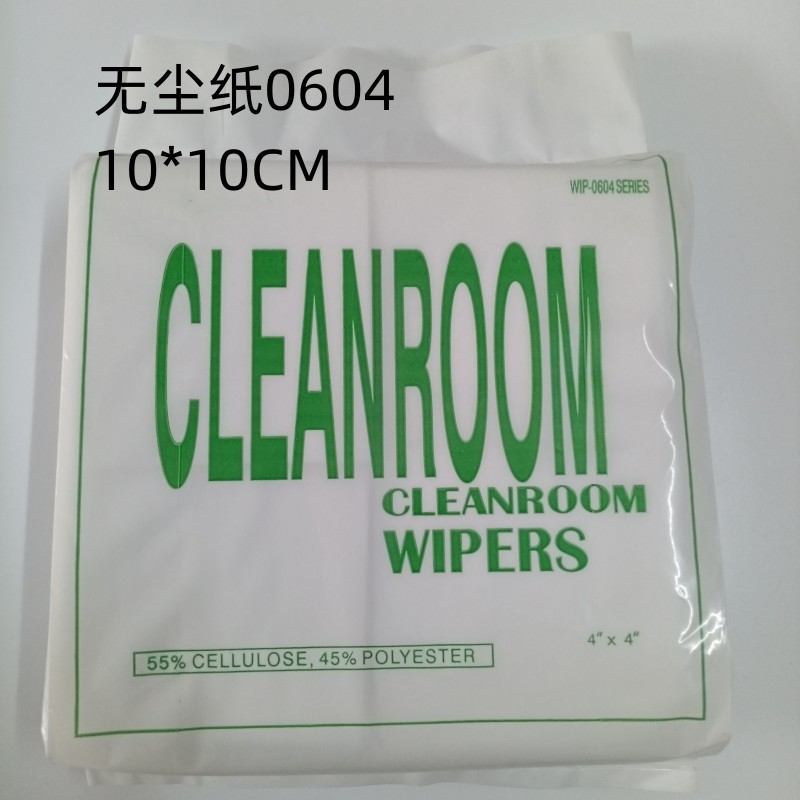 无尘纸0604
10*10CM
WIP-0604 SERIES
CLEANROOM
CLEANROOM
WIPERS
4" x 4"
55% CELLULOSE, 45% POLYESTER